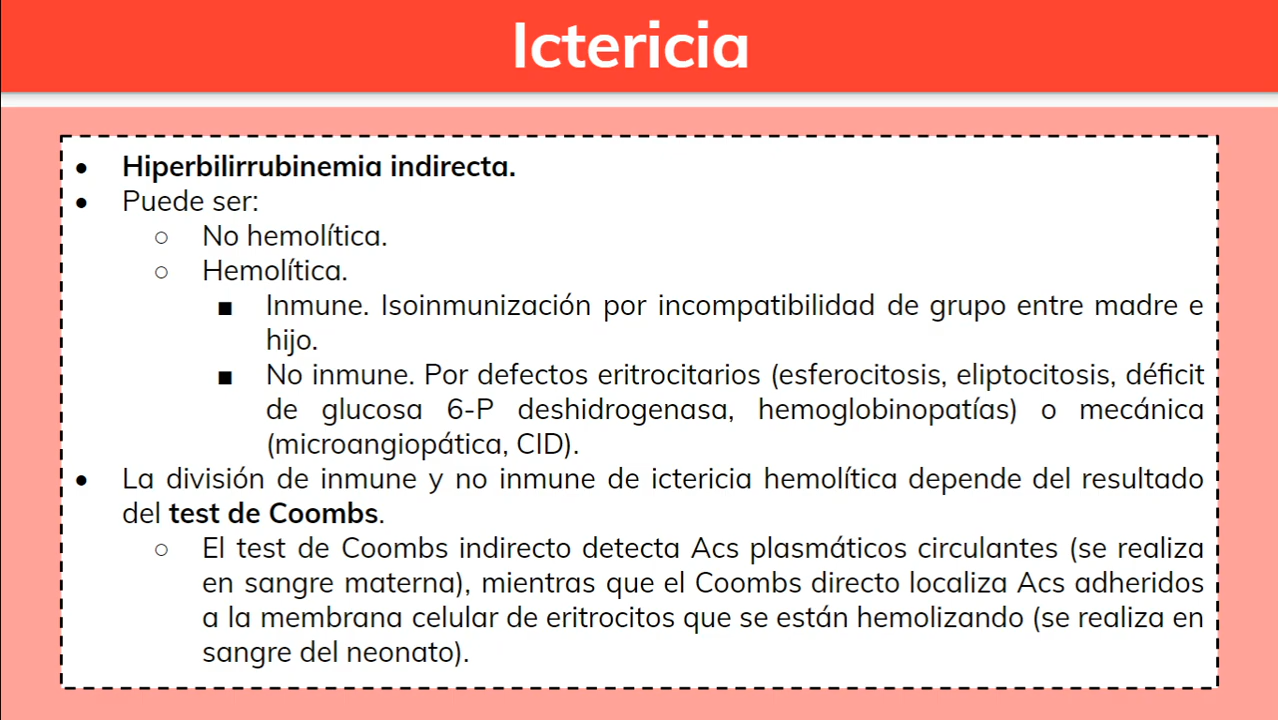 Ictericia
● Hiperbilirrubinemia indirecta.
● Puede ser:
○ No hemolítica.
○ Hemolítica.
■ Inmune. Isoinmunización por incompatibilidad de grupo entre madre e
hijo.
■ No inmune. Por defectos eritrocitarios (esferocitosis, eliptocitosis, déficit
de glucosa 6-P deshidrogenasa, hemoglobinopatías) o mecánica
(microangiopática, CID).
● La división de inmune y no inmune de ictericia hemolítica depende del resultado
del test de Coombs.
○ El test de Coombs indirecto detecta Acs plasmáticos circulantes (se realiza
en sangre materna), mientras que el Coombs directo localiza Acs adheridos
a la membrana celular de eritrocitos que se están hemolizando (se realiza en
sangre del neonato).